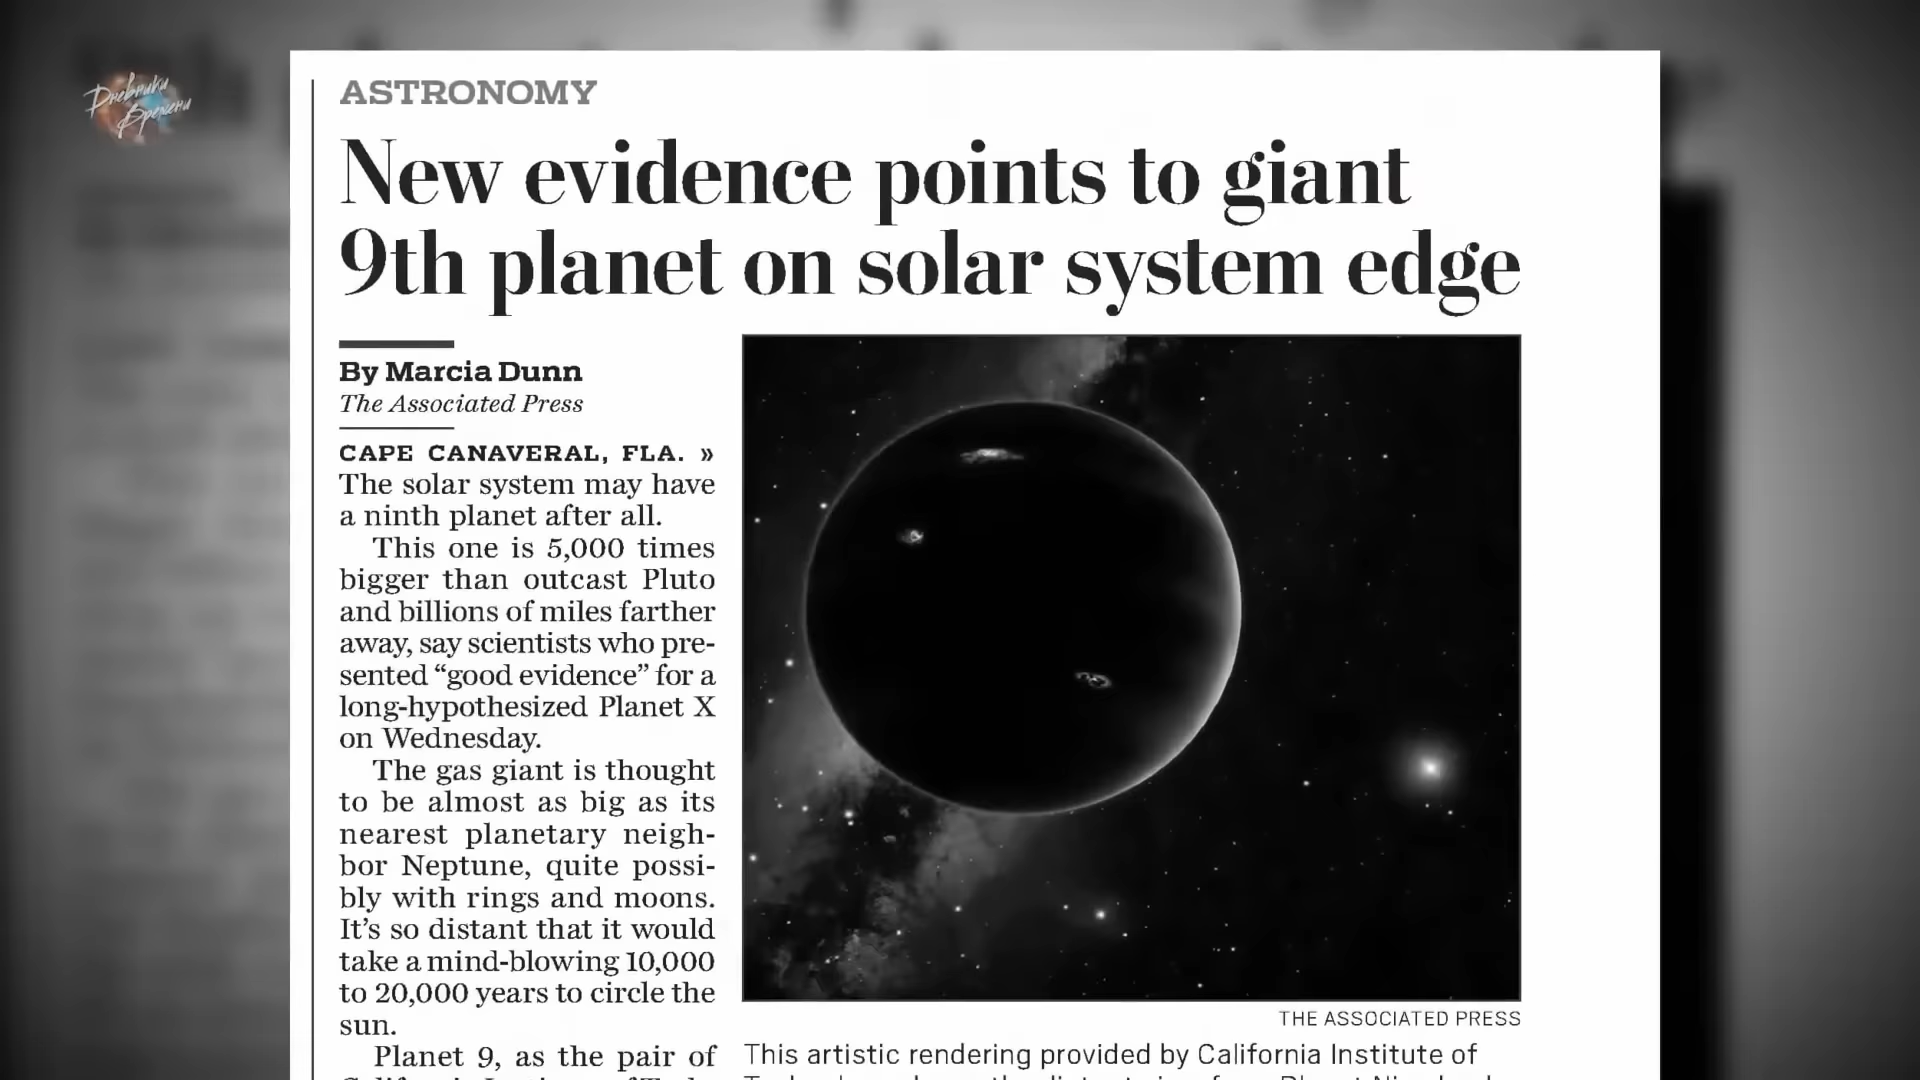 Дневники
Времени
ASTRONOMY
New evidence points to giant
9th planet on solar system edge
By Marcia Dunn
The Associated Press
CAPE CANAVERAL, FLA. »
The solar system may have
a ninth planet after all.
This one is 5,000 times
bigger than outcast Pluto
and billions of miles farther
away, say scientists who pre-
sented “good evidence” for a
long-hypothesized Planet X
on Wednesday.
The gas giant is thought
to be almost as big as its
nearest planetary neigh-
bor Neptune, quite possi-
bly with rings and moons.
It’s so distant that it would
take a mind-blowing 10,000
to 20,000 years to circle the
sun.
Planet 9, as the pair of
THE ASSOCIATED PRESS
This artistic rendering provided by California Institute of